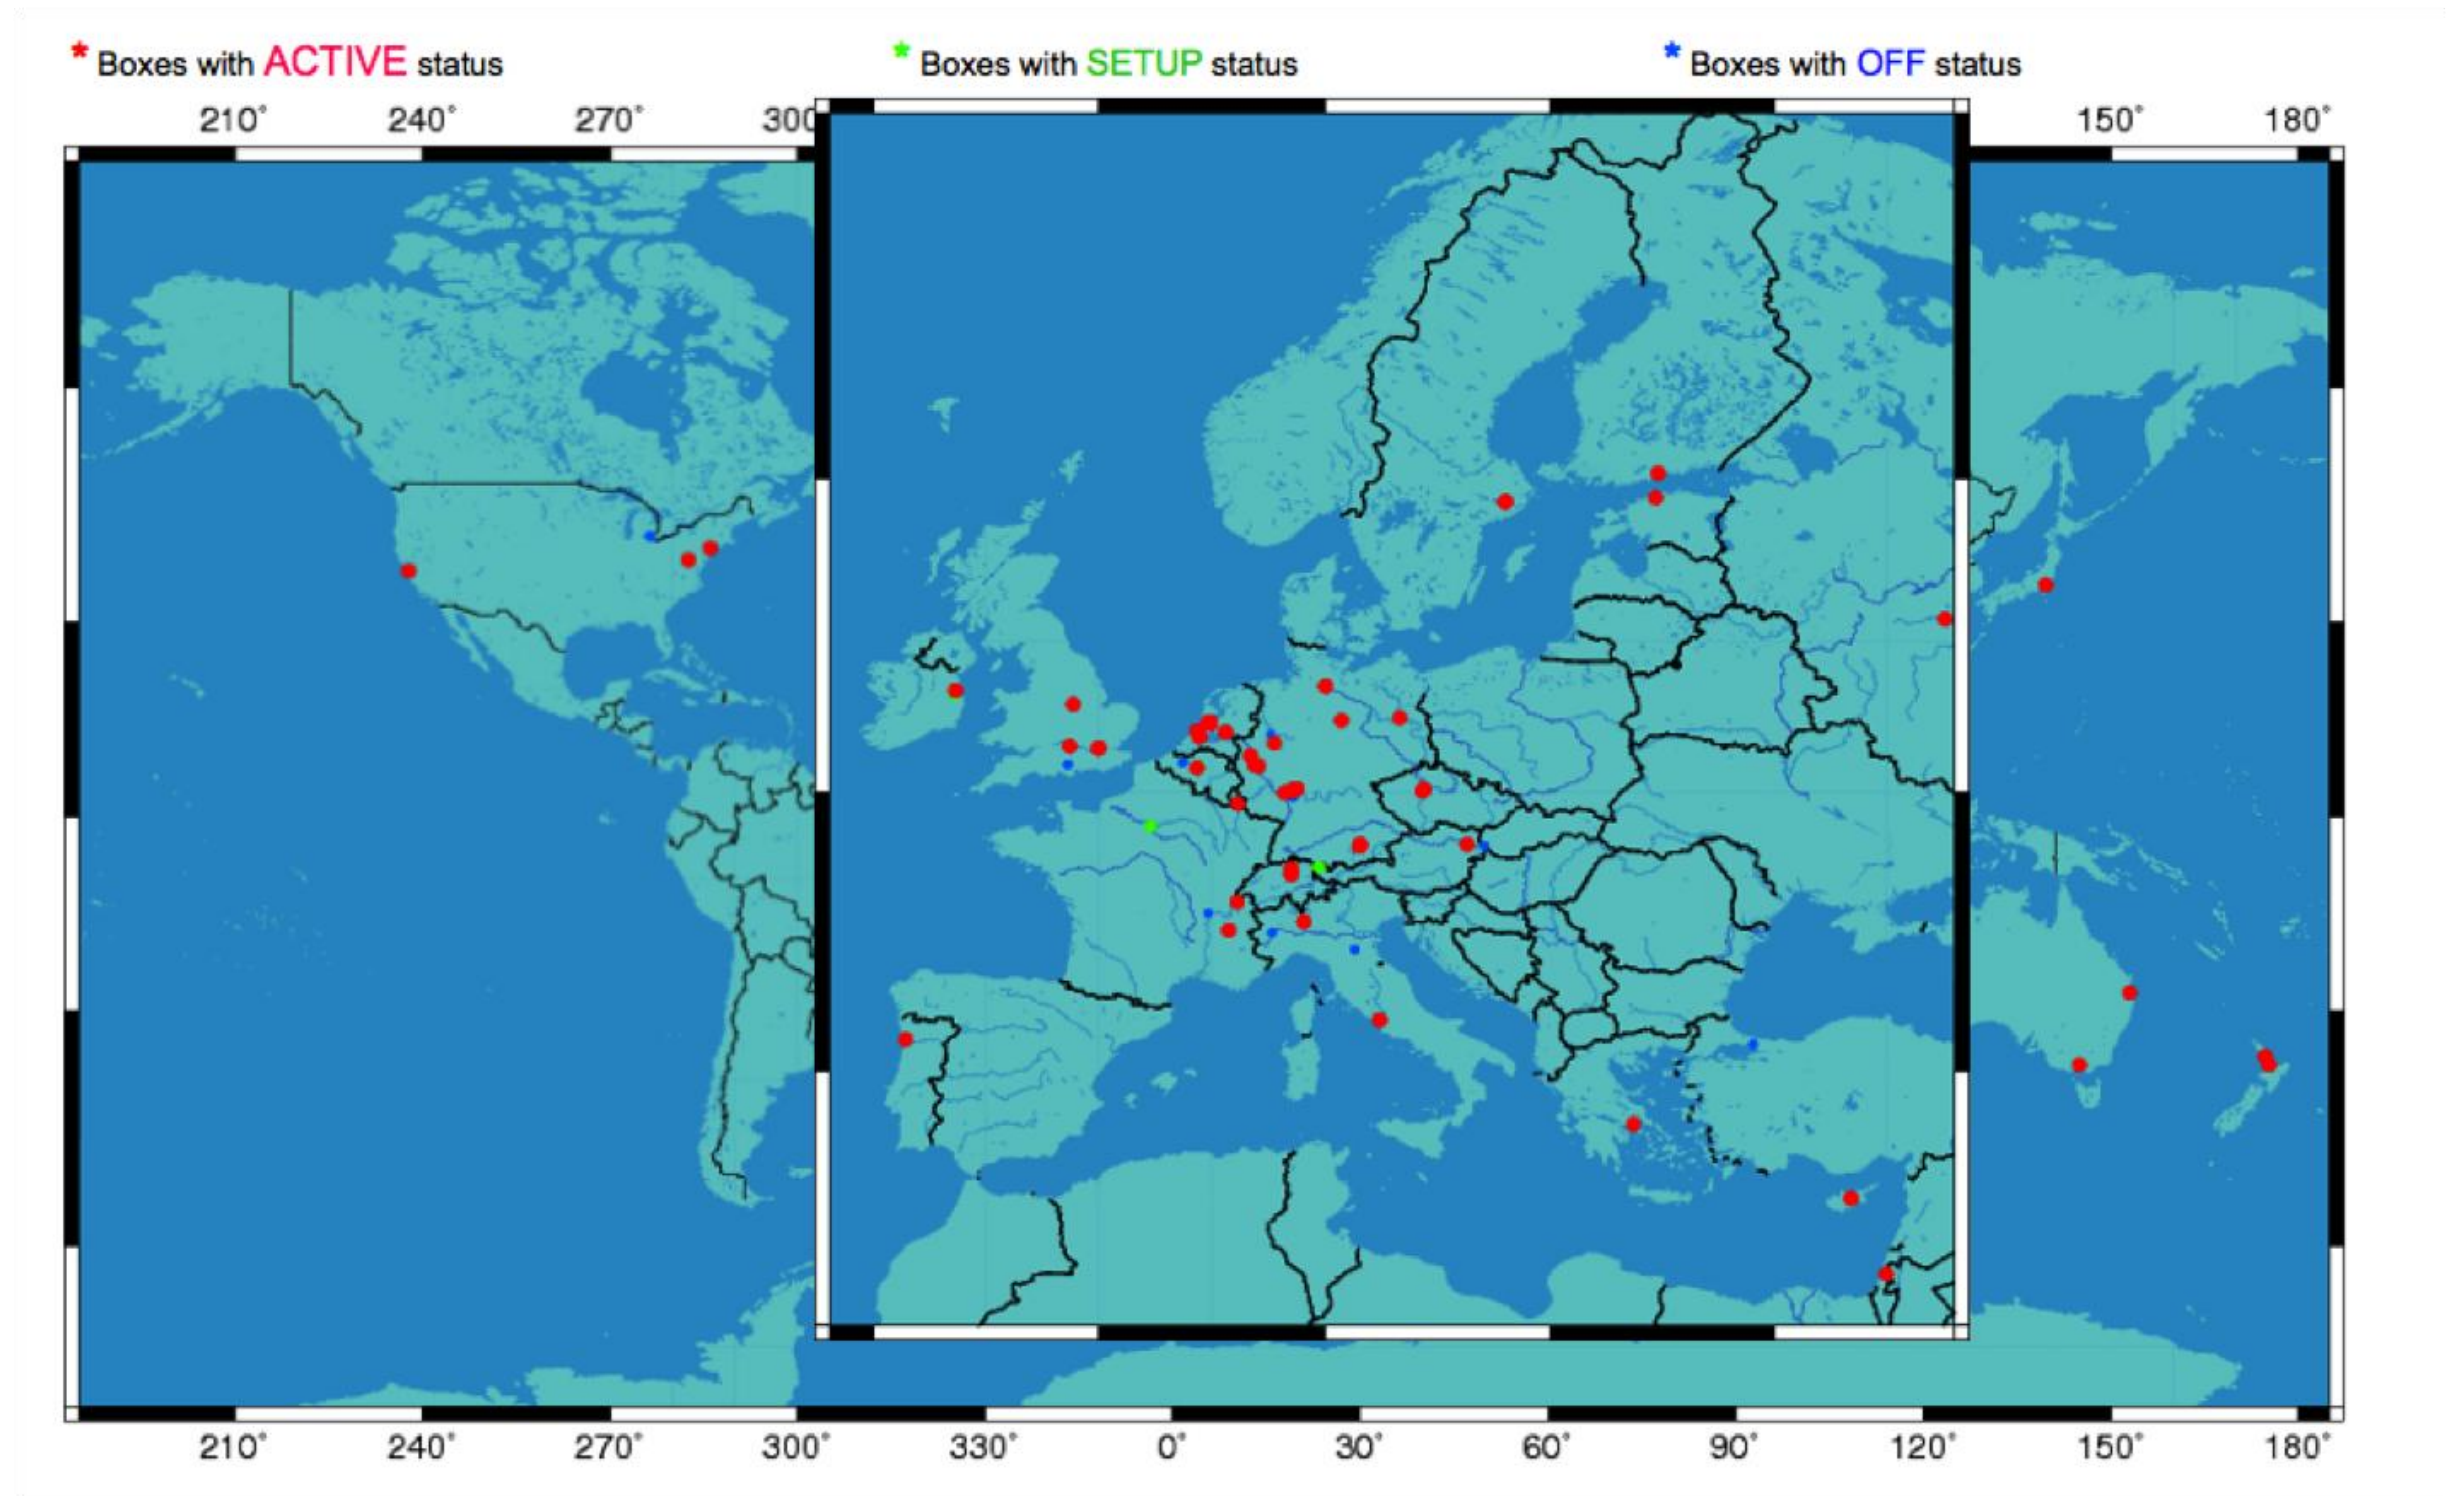 * Boxes with ACTIVE status * Boxes with SETUP status * Boxes with OFF status
210° 240° 270° 300 150° 180°
210° 240° 270° 300° 330° 0° 30° 60° 90° 120° 150° 180°